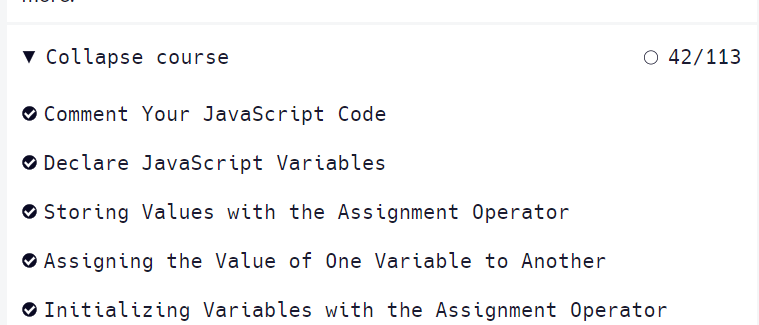 Collapse course 42/113
Comment Your JavaScript Code
Declare JavaScript Variables
Storing Values with the Assignment Operator
Assigning the Value of One Variable to Another
Initializing Variables with the Assignment Operator